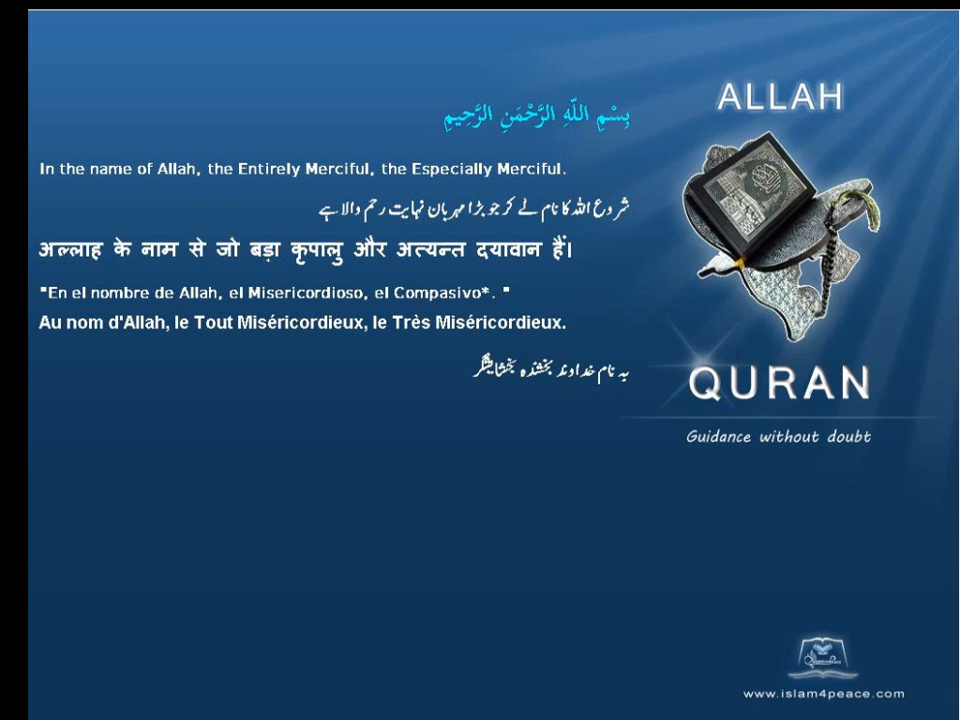 بِسْمِ اللَّهِ الرَّحْمَنِ الرَّحِيمِ
In the name of Allah, the Entirely Merciful, the Especially Merciful.
شروع اللہ کا نام لے کر جو بڑا مہربان نہایت رحم والا ہے
अल्लाह के नाम से जो बड़ा कृपालु और अत्यन्त दयावान हैं।
"En el nombre de Allah, el Misericordioso, el Compasivo*. "
Au nom d'Allah, le Tout Miséricordieux, le Très Miséricordieux.
به نام خداوند بخشنده بخشایشگر
ALLAH
QURAN
Guidance without doubt
www.islam4peace.com